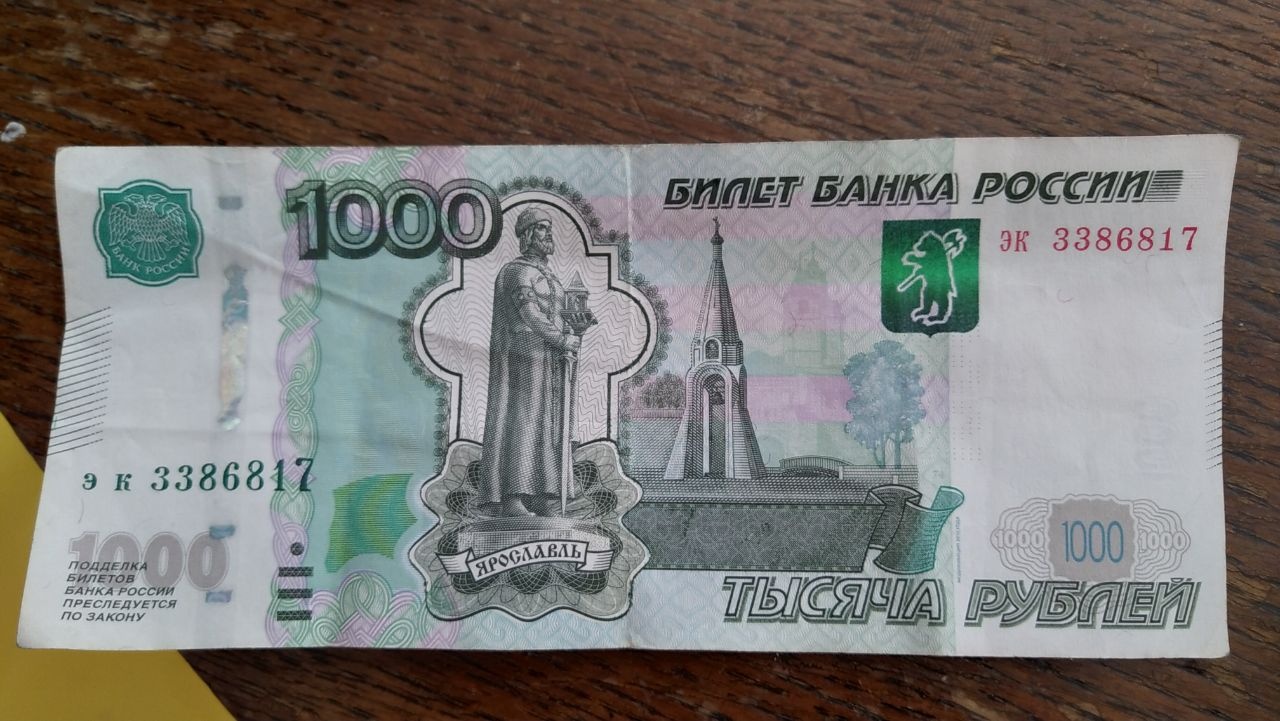 БИЛЕТ БАНКА РОССИИ
1000
БАНК РОССИИ
эк 3386817
э к 3386817
1000
ПОДДЕЛКА
БИЛЕТОВ
БАНКА РОССИИ
ПРЕСЛЕДУЕТСЯ
ПО ЗАКОНУ
ЯРОСЛАВЛЬ
1000 1000 1000
ТЫСЯЧА РУБЛЕЙ